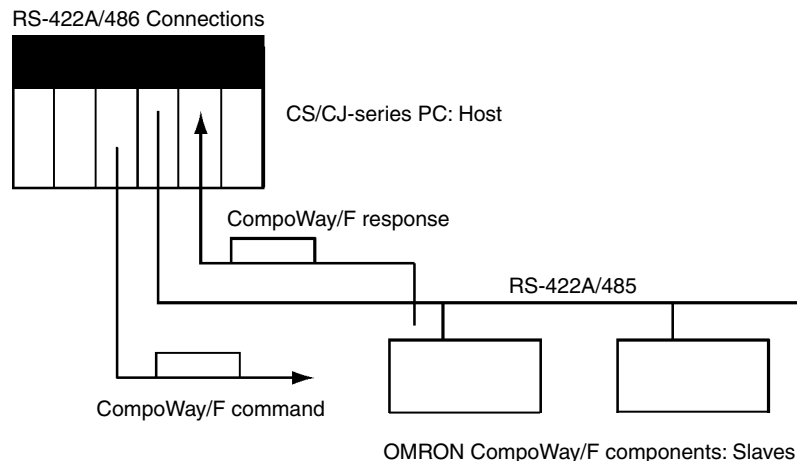 RS-422A/486 Connections
CS/CJ-series PC: Host
CompoWay/F response
RS-422A/485
CompoWay/F command
OMRON CompoWay/F components: Slaves